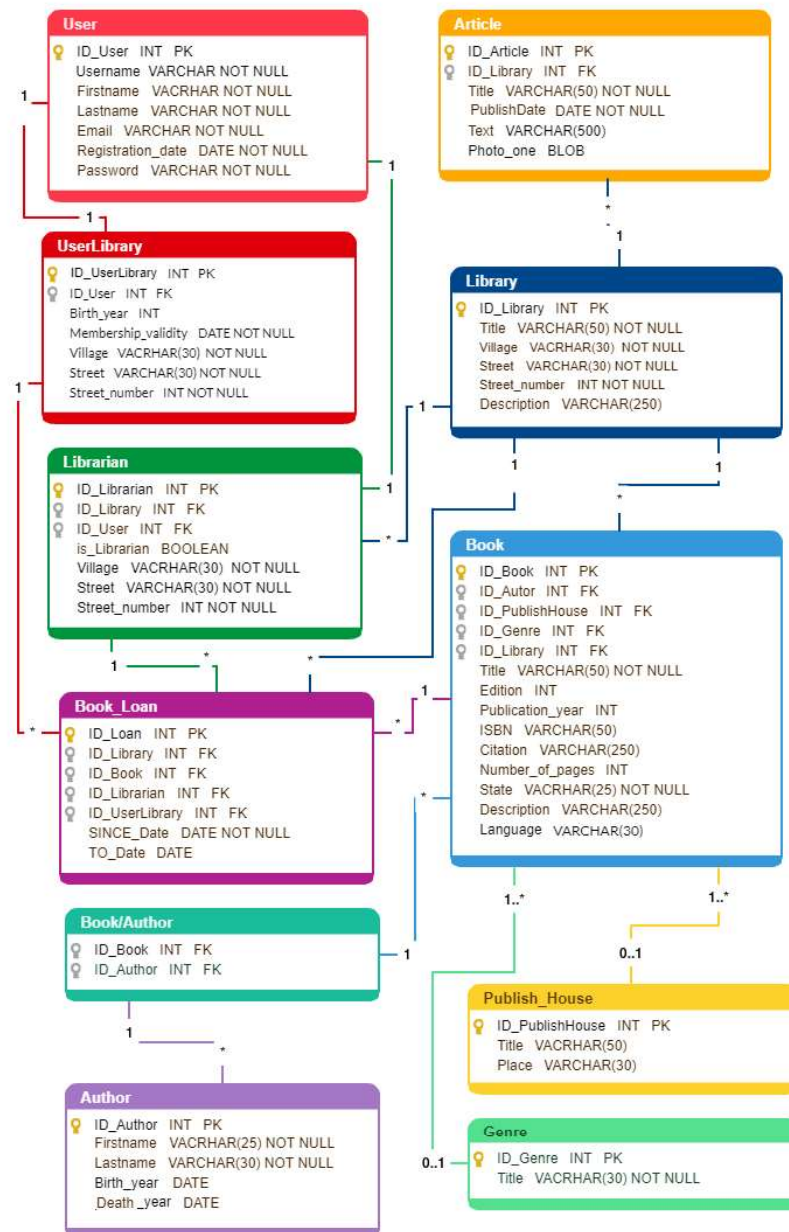 User
ID_User INT PK
Username VARCHAR NOT NULL
Firstname VACRHAR NOT NULL
Lastname VARCHAR NOT NULL
Email VARCHAR NOT NULL
Registration_date DATE NOT NULL
Password VARCHAR NOT NULL
1
1
1
UserLibrary
ID_UserLibrary INT PK
ID_User INT FK
Birth_year INT
Membership_validity DATE NOT NULL
Village VACRHAR(30) NOT NULL
Street VARCHAR(30) NOT NULL
Street_number INT NOT NULL
1
Librarian
ID_Librarian INT PK
ID_Library INT FK
ID_User INT FK
is_Librarian BOOLEAN
Village VACRHAR(30) NOT NULL
Street VARCHAR(30) NOT NULL
Street_number INT NOT NULL
1
*
1
*
*
Book_Loan
ID_Loan INT PK
ID_Library INT FK
ID_Book INT FK
ID_Librarian INT FK
ID_UserLibrary INT FK
SINCE_Date DATE NOT NULL
TO_Date DATE
*
*
1
Book/Author
ID_Book INT FK
ID_Author INT FK
1
*
1
*
Author
ID_Author INT PK
Firstname VACRHAR(25) NOT NULL
Lastname VARCHAR(30) NOT NULL
Birth_year DATE
Death_year DATE
Article
ID_Article INT PK
ID_Library INT FK
Title VARCHAR(50) NOT NULL
PublishDate DATE NOT NULL
Text VARCHAR(500)
Photo_one BLOB
*
1
Library
ID_Library INT PK
Title VARCHAR(50) NOT NULL
Village VACRHAR(30) NOT NULL
Street VARCHAR(30) NOT NULL
Street_number INT NOT NULL
Description VARCHAR(250)
1
1
1
*
Book
ID_Book INT PK
ID_Autor INT FK
ID_PublishHouse INT FK
ID_Genre INT FK
ID_Library INT FK
Title VARCHAR(50) NOT NULL
Edition INT
Publication_year INT
ISBN VARCHAR(50)
Citation VARCHAR(250)
Number_of_pages INT
State VACRHAR(25) NOT NULL
Description VARCHAR(250)
Language VARCHAR(30)
1..*
1..*
0..1
Publish_House
ID_PublishHouse INT PK
Title VACRHAR(50)
Place VARCHAR(30)
0..1
Genre
ID_Genre INT PK
Title VARCHAR(30) NOT NULL